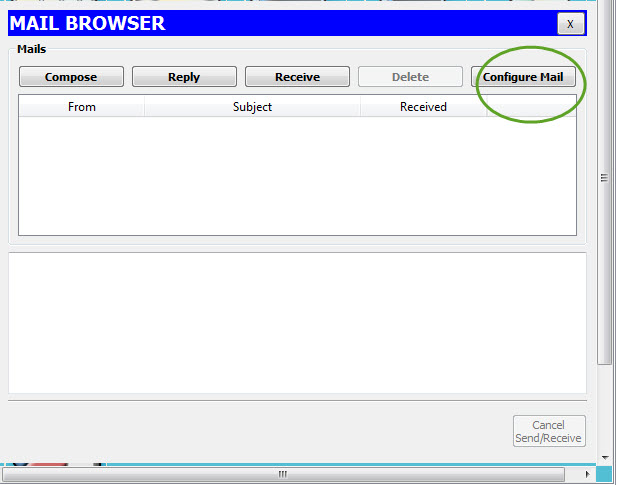 MAIL BROWSER X
Mails
Compose Reply Receive Delete Configure Mail
From Subject Received
Cancel
Send/Receive